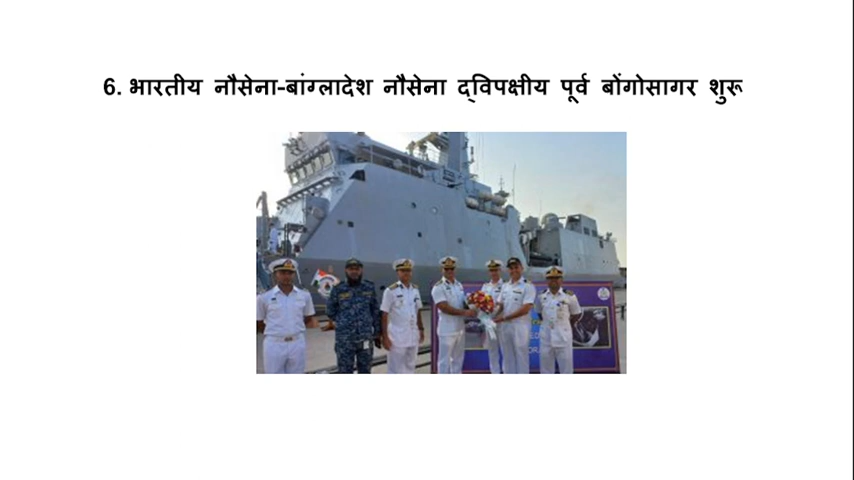 6. भारतीय नौसेना-बांग्लादेश नौसेना द्विपक्षीय पूर्व बोंगोसागर शुरू